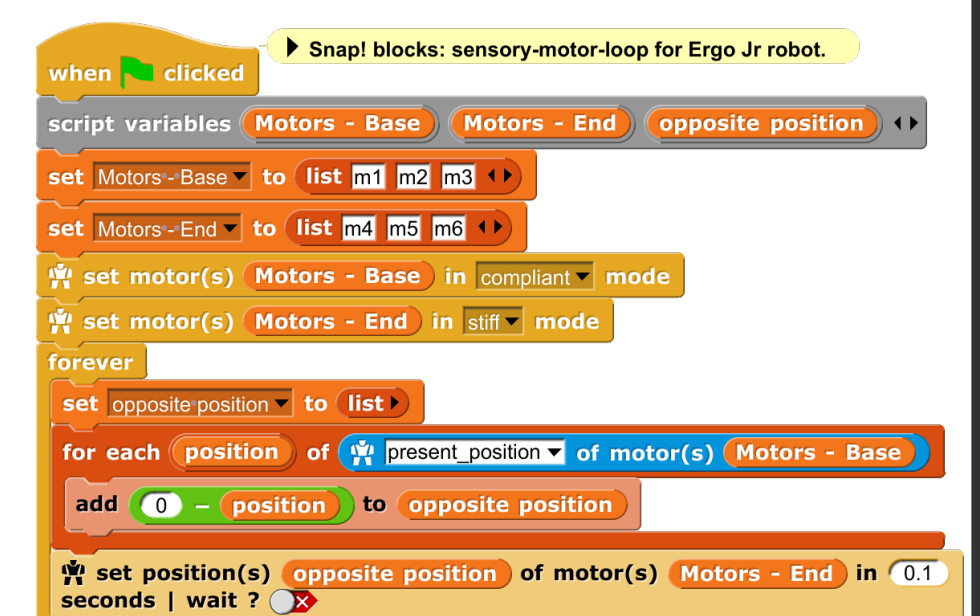 Snap! blocks: sensory-motor-loop for Ergo Jr robot.
when clicked
script variables Motors - Base Motors - End opposite position
set Motors - Base to list m1 m2 m3
set Motors - End to list m4 m5 m6
set motor(s) Motors - Base in compliant mode
set motor(s) Motors - End in stiff mode
forever
set opposite position to list
for each position of present_position of motor(s) Motors - Base
add 0 – position to opposite position
set position(s) opposite position of motor(s) Motors - End in 0.1
seconds | wait ?